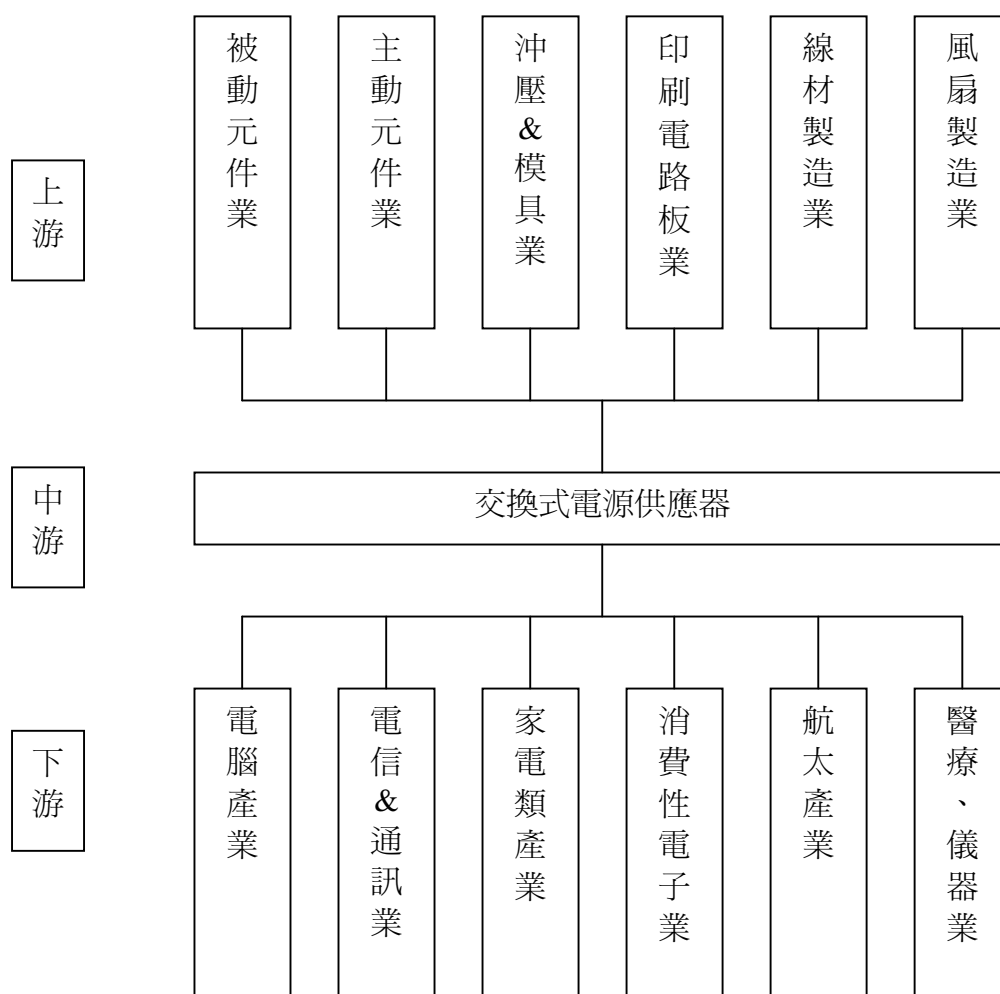 上游
被動元件業
主動元件業
沖壓&模具業
印刷電路板業
線材製造業
風扇製造業
中游
交換式電源供應器
下游
電腦產業
電信&通訊業
家電類產業
消費性電子業
航太產業
醫療、儀器業